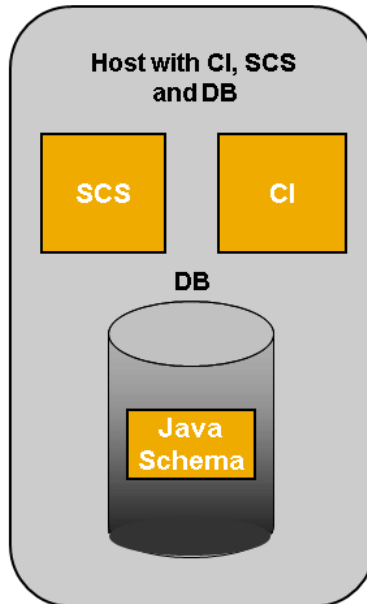 Host with CI, SCS
and DB
SCS
CI
DB
Java
Schema